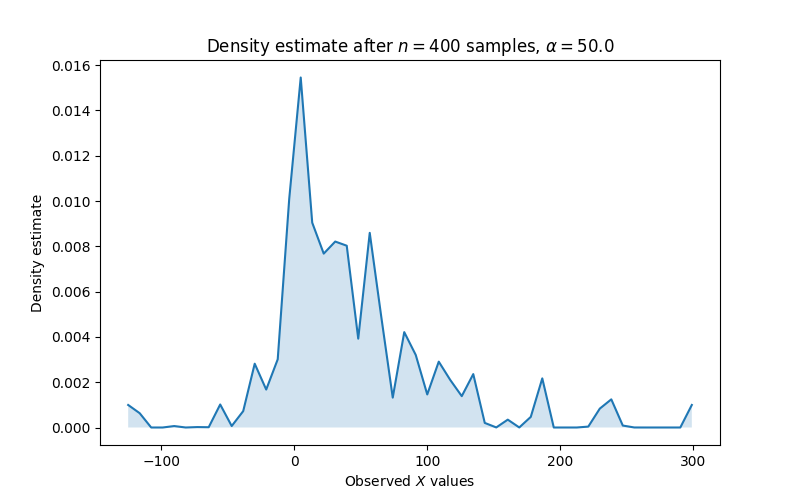 Density estimate after n = 400 samples, α = 50.0
Density estimate
0.016
0.014
0.012
0.010
0.008
0.006
0.004
0.002
0.000
−100 0 100 200 300
Observed X values